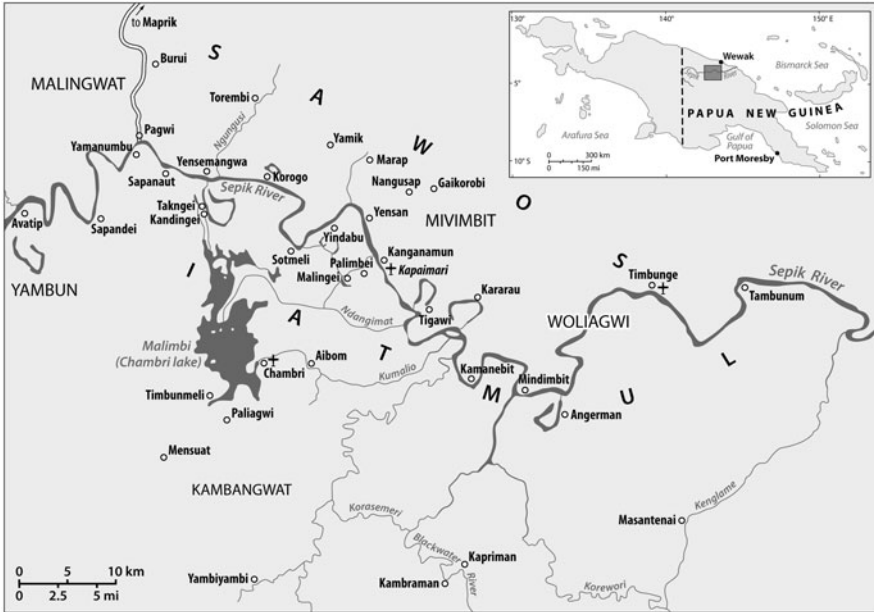 to Maprik
Burui
MALINGWAT
Torembi
Ngungusi
Pagwi
Yamanumbu
Sapanaut
Yensemangwa
Korogo
Sepik River
Yamik
Marap
Nangusap
Gaikorobi
Takngei
Kandingei
Avatip
Sapandei
YAMBUN
Yensan
MIVIMBIT
Yindabu
Sotmeli
Kanganamun
Palimbei
Kapaimari
Malingei
Ndangimat
Tigawi
Kararau
WOLIAGWI
Timbunge
Tambunum
Sepik River
Malimbi
(Chambri lake)
Chambri
Aibom
Kumalio
Kamanebit
Mindimbit
Angerman
Timbunmeli
Paliagwi
Mensuat
KAMBANGWAT
Korasemeri
Blackwater
River
Kapriman
Kambraman
Yambiyambi
Masantenai
Kenglame
Korewori
S A W O S
I A T M U L
0 5 10 km
0 2.5 5 mi
130°
140°
150° E
5°
10° S
Wewak
Sepik River
Bismarck Sea
PAPUA NEW GUINEA
Solomon Sea
Arafura Sea
Gulf of
Papua
Port Moresby
0 300 km
0 150 mi